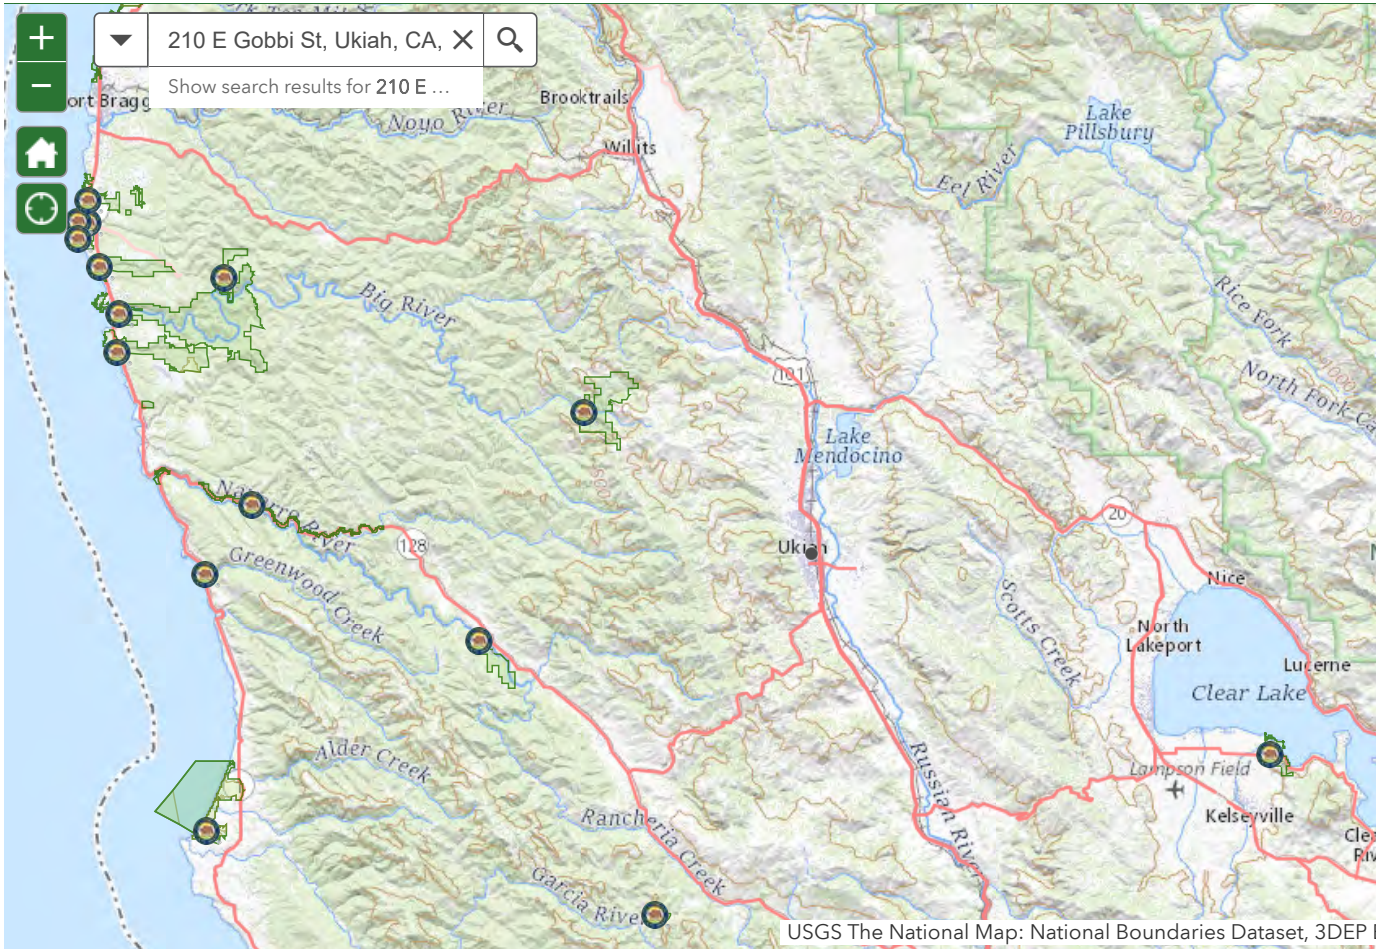 210 E Gobbi St, Ukiah, CA,
Show search results for 210 E ...
ort Bragg
Noyo River
Brooktrails
Willits
Lake
Pillsbury
Eel River
Big River
Rice Fork
North Fork
101
Lake
Mendocino
20
Navarro River
128
Greenwood Creek
Ukiah
Scotts Creek
Nice
North
Lakeport
Lucerne
Clear Lake
Alder Creek
Russian River
Lampson Field
Kelseyville
Rancheria Creek
Garcia River
Cle
Riv
1000
USGS The National Map: National Boundaries Dataset, 3DEP